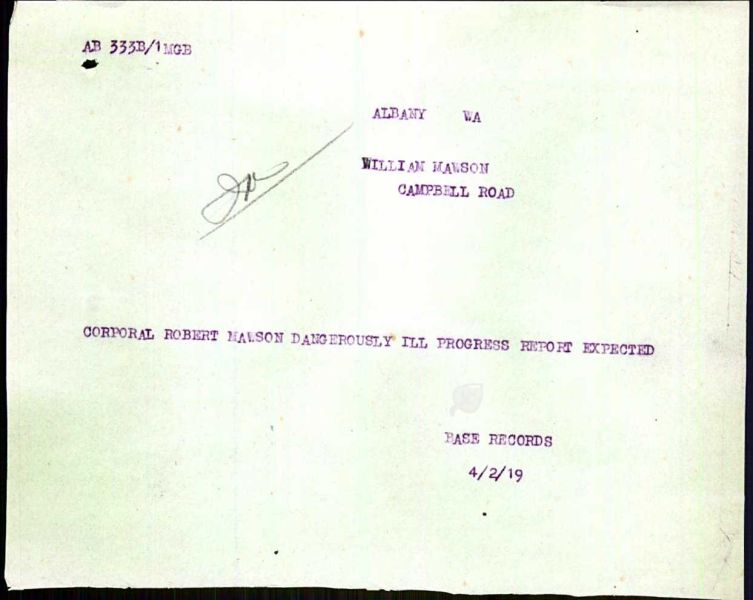 AB 333B/1MGB
ALBANY WA
WILLIAM MAWSON
CAMPBELL ROAD
CORPORAL ROBERT MAWSON DANGEROUSLY ILL PROGRESS REPORT EXPECTED
BASE RECORDS
4/2/19